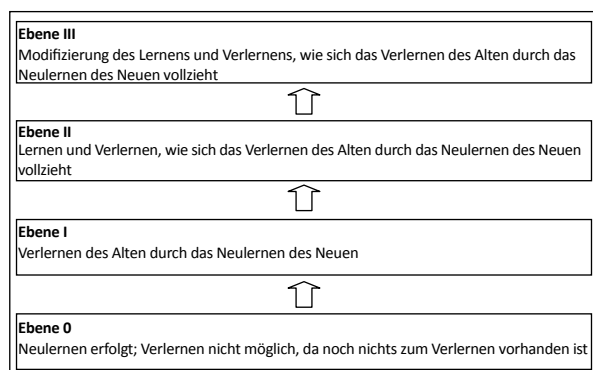 Ebene III
Modifizierung des Lernens und Verlernens, wie sich das Verlernen des Alten durch das
Neulernen des Neuen vollzieht
Ebene II
Lernen und Verlernen, wie sich das Verlernen des Alten durch das Neulernen des Neuen
vollzieht
Ebene I
Verlernen des Alten durch das Neulernen des Neuen
Ebene 0
Neulernen erfolgt; Verlernen nicht möglich, da noch nichts zum Verlernen vorhanden ist